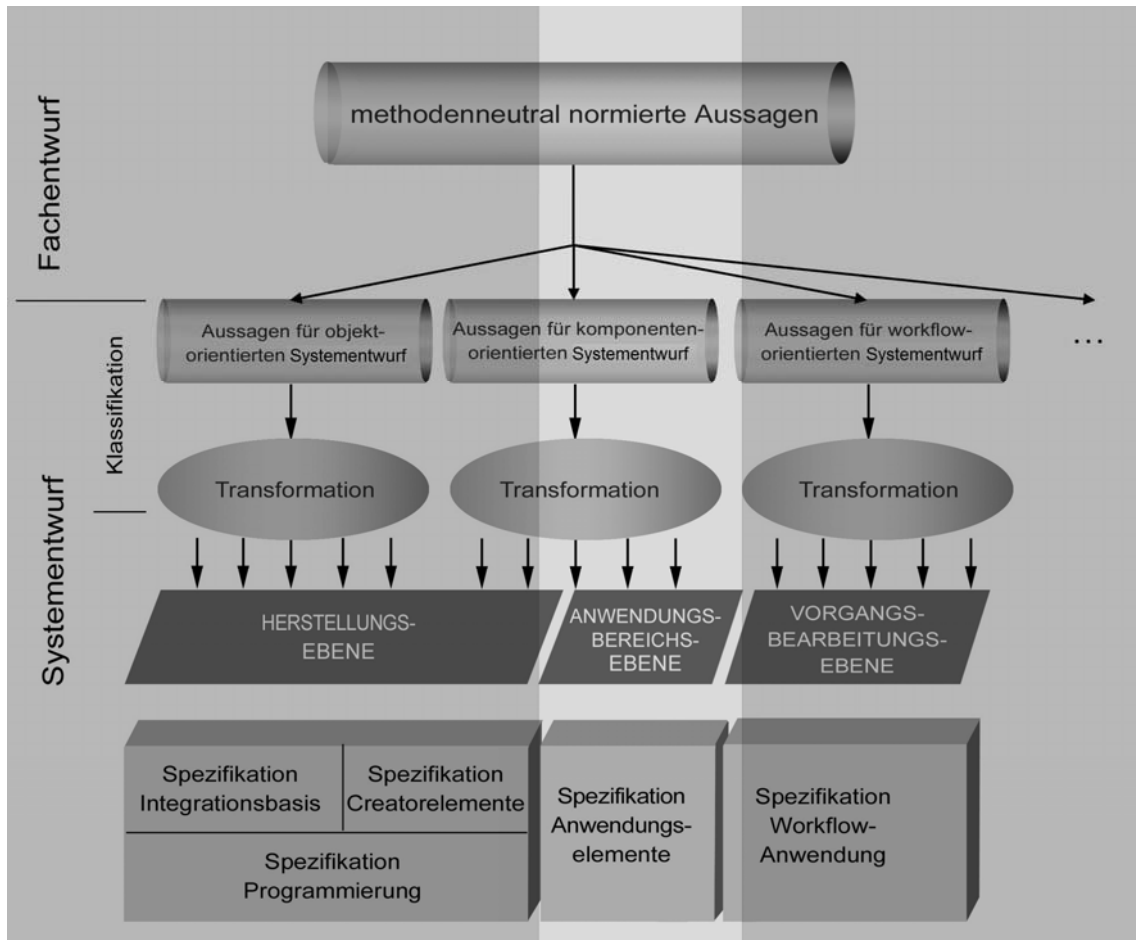 Fachentwurf
methodenneutral normierte Aussagen
Systementwurf
Klassifikation
Aussagen für objekt-
orientierten Systementwurf
Aussagen für komponenten-
orientierten Systementwurf
Aussagen für workflow-
orientierten Systementwurf
...
Transformation
Transformation
Transformation
HERSTELLUNGS-
EBENE
ANWENDUNGS-
BEREICHS-
EBENE
VORGANGS-
BEARBEITUNGS-
EBENE
Spezifikation
Integrationsbasis
Spezifikation
Creatorelemente
Spezifikation
Programmierung
Spezifikation
Anwendungs-
elemente
Spezifikation
Workflow-
Anwendung